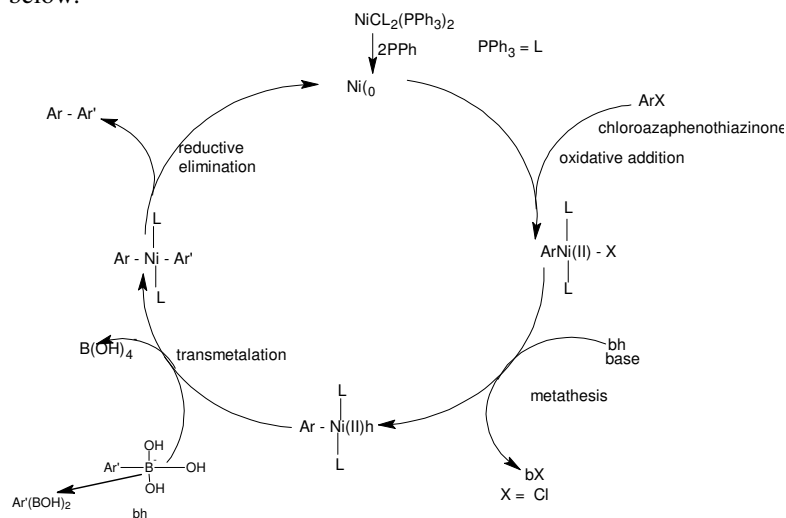 below.
NiCL2(PPh3)2
2PPh
PPh3 = L
Ni(0
ArX
chloroazaphenothiazinone
oxidative addition
L
ArNi(II) - X
L
bh
base
metathesis
bX
X = Cl
L
Ar - Ni(II)h
L
transmetalation
B(OH)4-
OH
Ar'-B-OH
OH
Ar'(BOH)2
bh
L
Ar - Ni - Ar'
L
reductive
elimination
Ar - Ar'